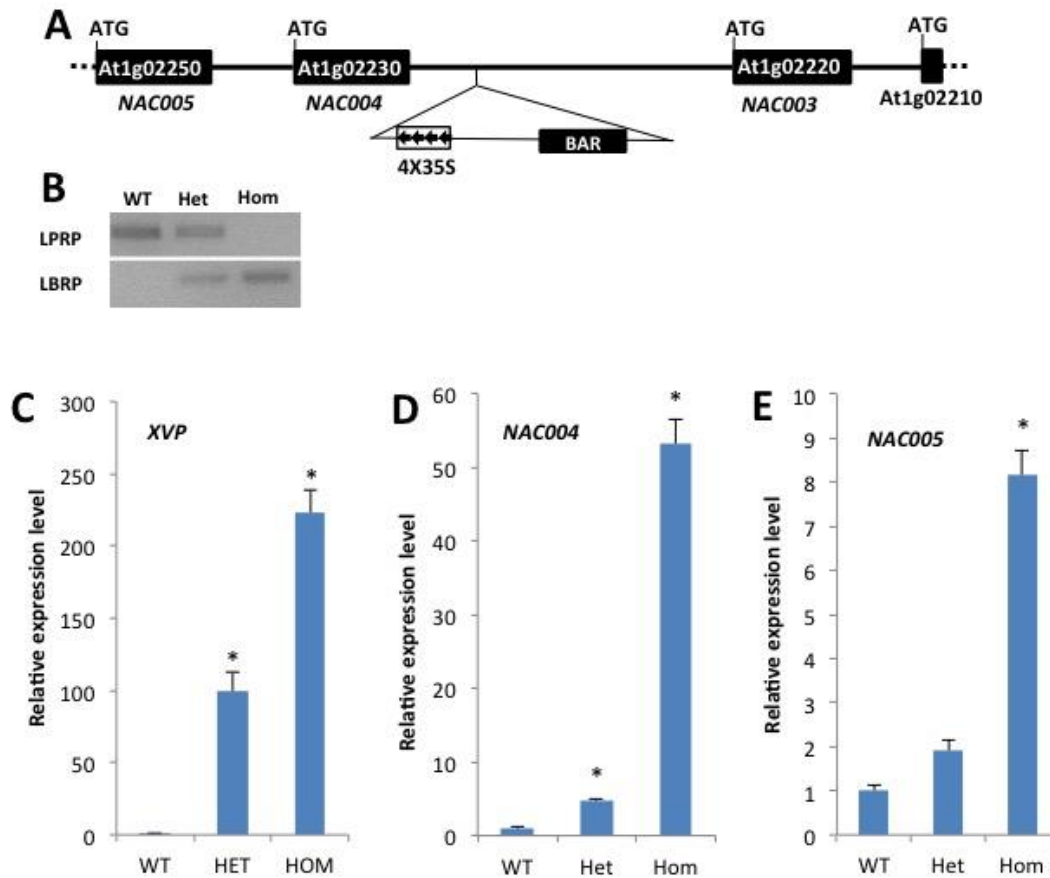 A
ATG ATG ATG ATG
At1g02250 At1g02230 At1g02220
NAC005 NAC004 NAC003 At1g02210
4X35S BAR
B
WT Het Hom
LPRP
LBRP
C
XVP
Relative expression level
300
250
200
150
100
50
0
*
*
WT HET HOM
D
NAC004
Relative expression level
60
50
40
30
20
10
0
*
*
WT Het Hom
E
NAC005
Relative expression level
10
9
8
7
6
5
4
3
2
1
0
*
WT Het Hom